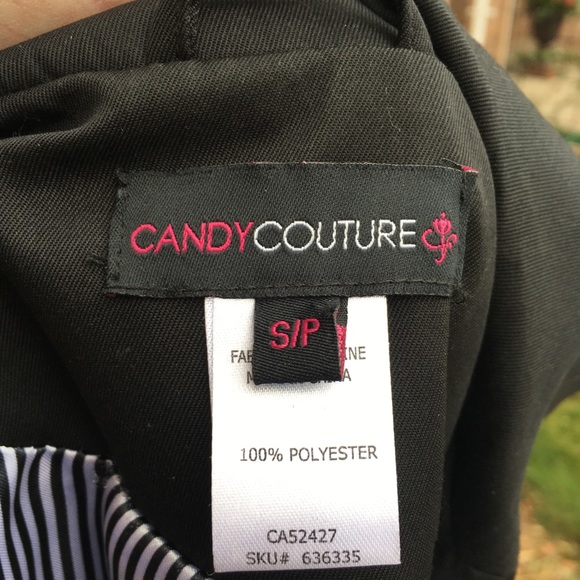 CANDYCOUTURE
S/P
100% POLYESTER
CA52427
SKU# 636335